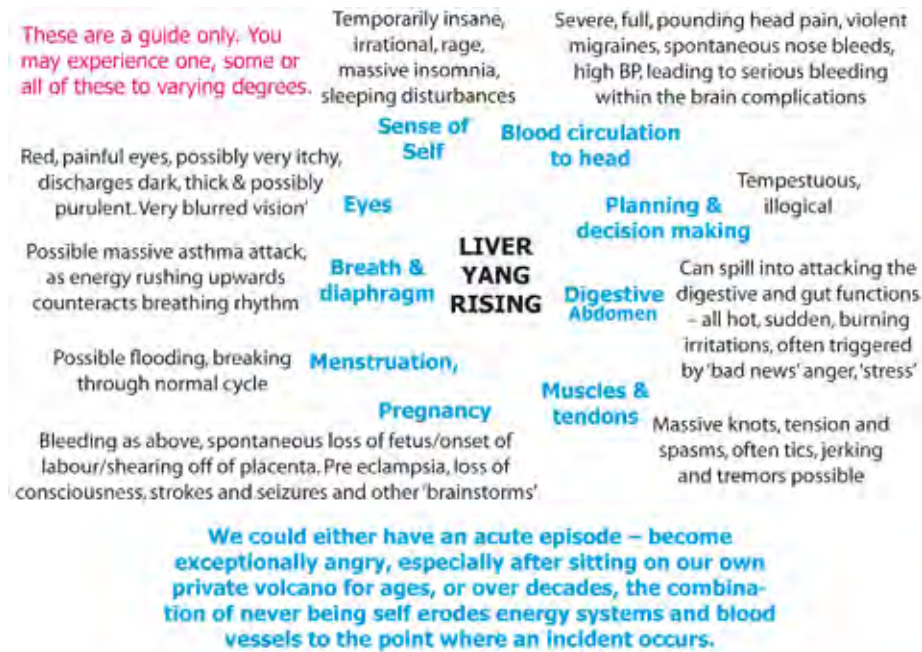 These are a guide only. You
may experience one, some or
all of these to varying degrees.
Temporarily insane,
irrational, rage,
massive insomnia,
sleeping disturbances
Severe, full, pounding head pain, violent
migraines, spontaneous nose bleeds,
high BP, leading to serious bleeding
within the brain complications
Sense of
Self
Blood circulation
to head
Red, painful eyes, possibly very itchy,
discharges dark, thick & possibly
purulent. Very blurred vision'
Eyes
Planning &
decision making
Tempestuous,
illogical
Possible massive asthma attack,
as energy rushing upwards
counteracts breathing rhythm
Breath &
diaphragm
LIVER
YANG
RISING
Digestive
Abdomen
Can spill into attacking the
digestive and gut functions
– all hot, sudden, burning
irritations, often triggered
by 'bad news' anger, 'stress'
Possible flooding, breaking
through normal cycle
Menstruation,
Pregnancy
Muscles &
tendons
Massive knots, tension and
spasms, often tics, jerking
and tremors possible
Bleeding as above, spontaneous loss of fetus/onset of
labour/shearing off of placenta. Pre eclampsia, loss of
consciousness, strokes and seizures and other 'brainstorms'
We could either have an acute episode – become
exceptionally angry, especially after sitting on our own
private volcano for ages, or over decades, the combina-
tion of never being self erodes energy systems and blood
vessels to the point where an incident occurs.